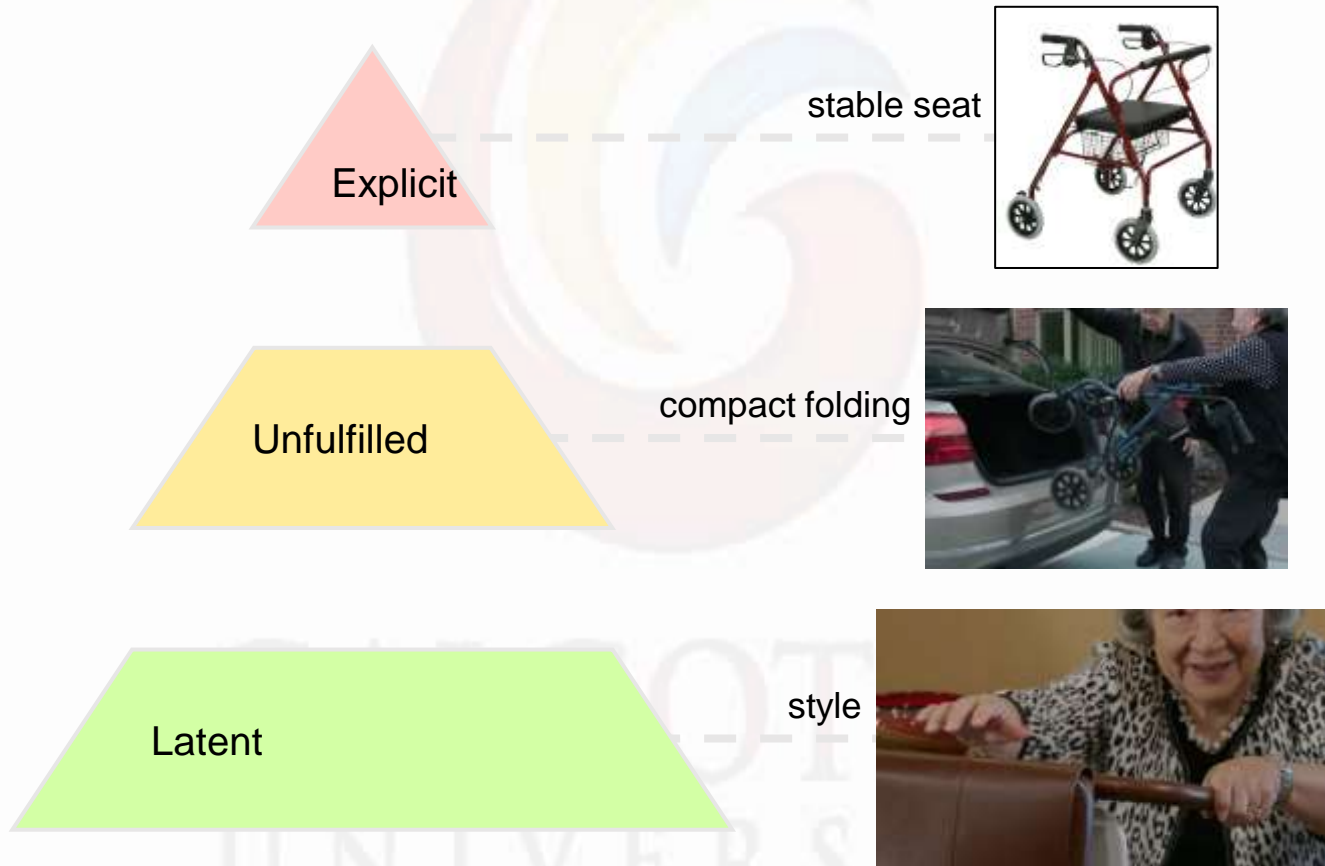 stable seat
Explicit
compact folding
Unfulfilled
style
Latent